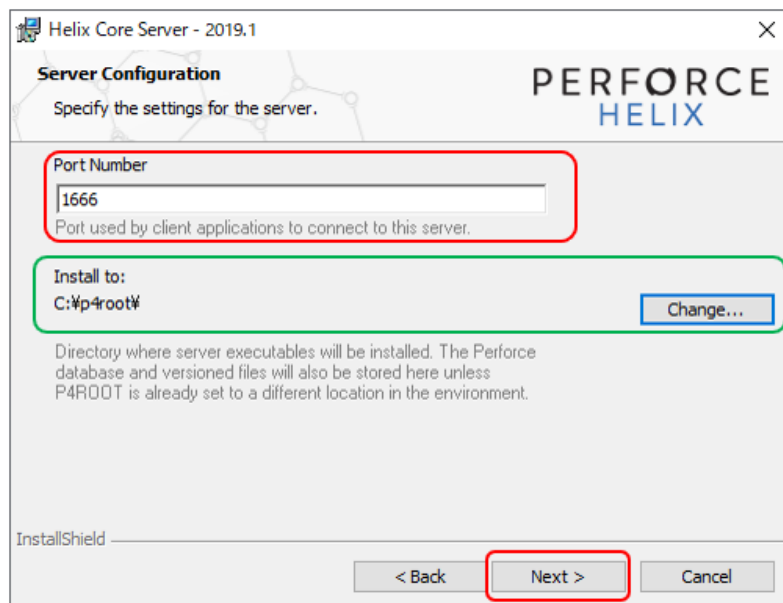 Helix Core Server - 2019.1
Server Configuration
Specify the settings for the server.
PERFORCE
HELIX
Port Number
1666
Port used by client applications to connect to this server.
Install to:
C:¥p4root¥
Change...
Directory where server executables will be installed. The Perforce
database and versioned files will also be stored here unless
P4ROOT is already set to a different location in the environment.
InstallShield
< Back
Next >
Cancel